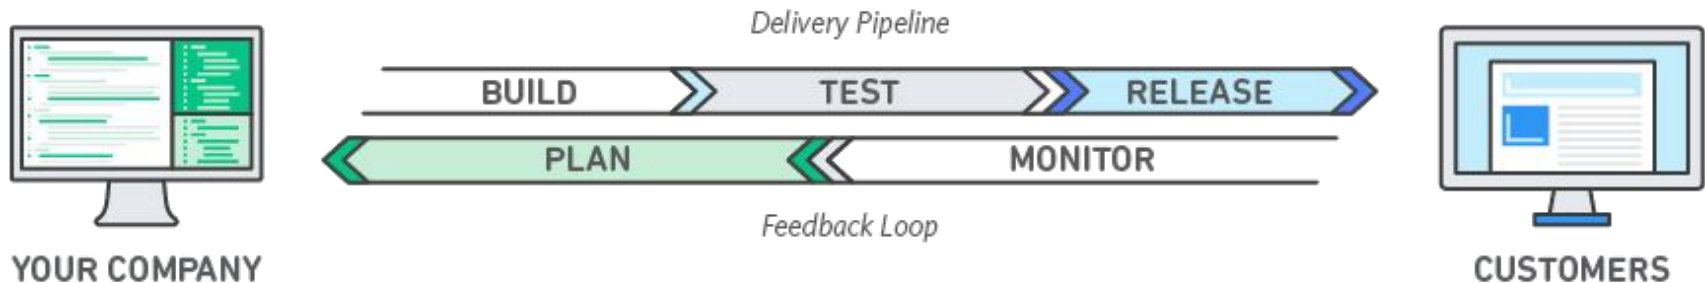 Delivery Pipeline
BUILD TEST RELEASE
PLAN MONITOR
Feedback Loop
YOUR COMPANY
CUSTOMERS